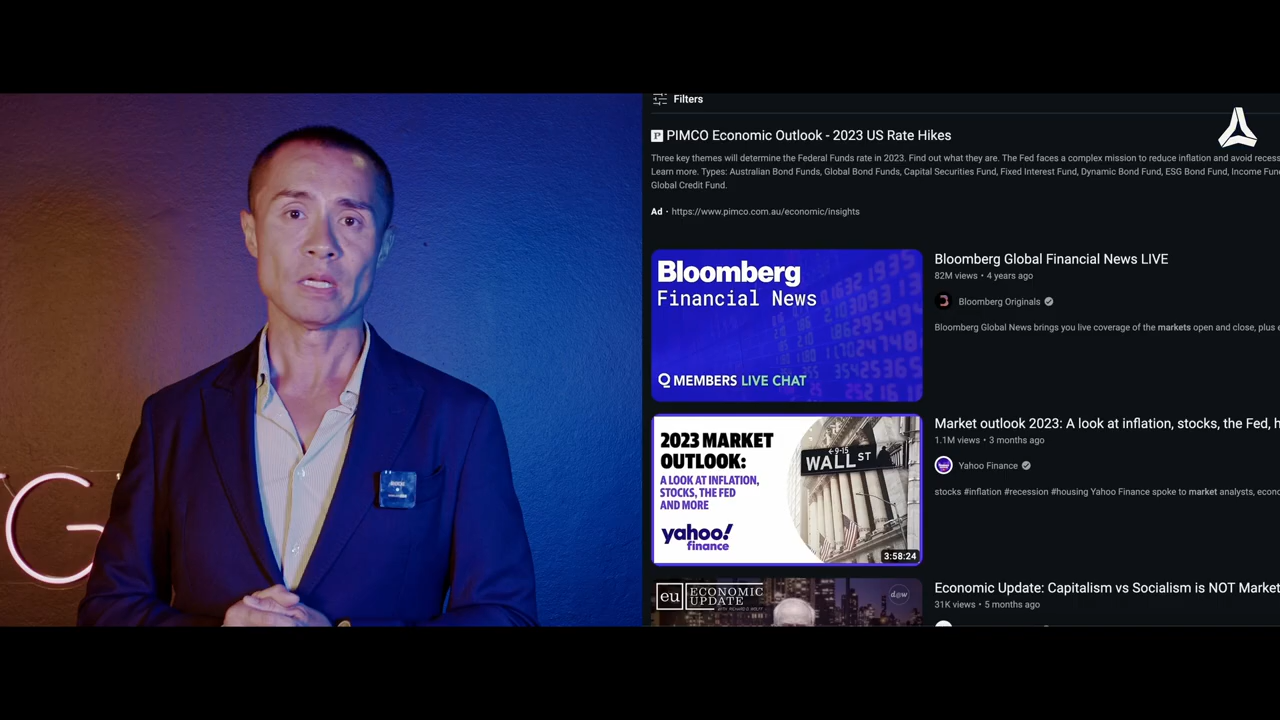 Filters
PIMCO Economic Outlook - 2023 US Rate Hikes
Three key themes will determine the Federal Funds rate in 2023. Find out what they are. The Fed faces a complex mission to reduce inflation and avoid recess
Learn more. Types: Australian Bond Funds, Global Bond Funds, Capital Securities Fund, Fixed Interest Fund, Dynamic Bond Fund, ESG Bond Fund, Income Fun
Global Credit Fund.
Ad · https://www.pimco.com.au/economic/insights
Bloomberg
Financial News
MEMBERS LIVE CHAT
Bloomberg Global Financial News LIVE
82M views • 4 years ago
Bloomberg Originals
Bloomberg Global News brings you live coverage of the markets open and close, plus e
2023 MARKET
OUTLOOK:
A LOOK AT INFLATION,
STOCKS, THE FED
AND MORE
yahoo!
finance
9-15
WALL ST
3:58:24
Market outlook 2023: A look at inflation, stocks, the Fed, h
1.1M views • 3 months ago
Yahoo Finance
stocks #inflation #recession #housing Yahoo Finance spoke to market analysts, econo
eu ECONOMIC
UPDATE
WITH RICHARD D. WOLFF
d@w
Economic Update: Capitalism vs Socialism is NOT Market
31K views • 5 months ago
G